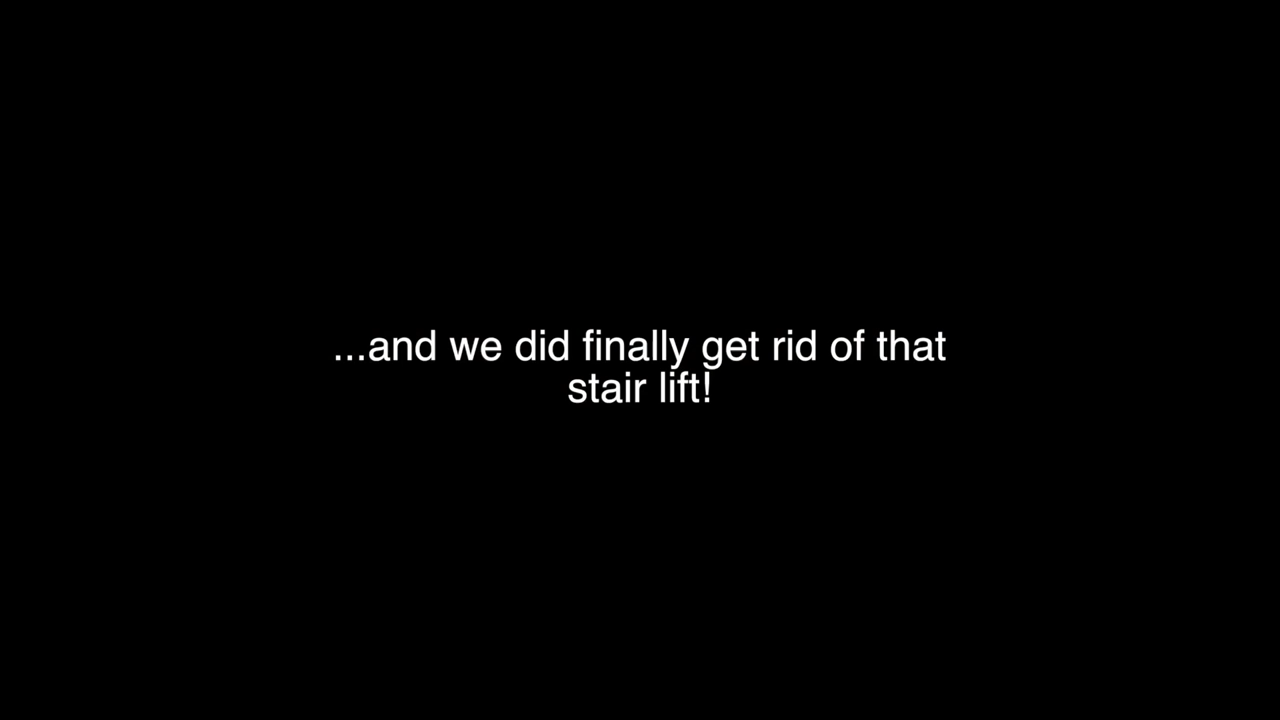 ...and we did finally get rid of that
stair lift!